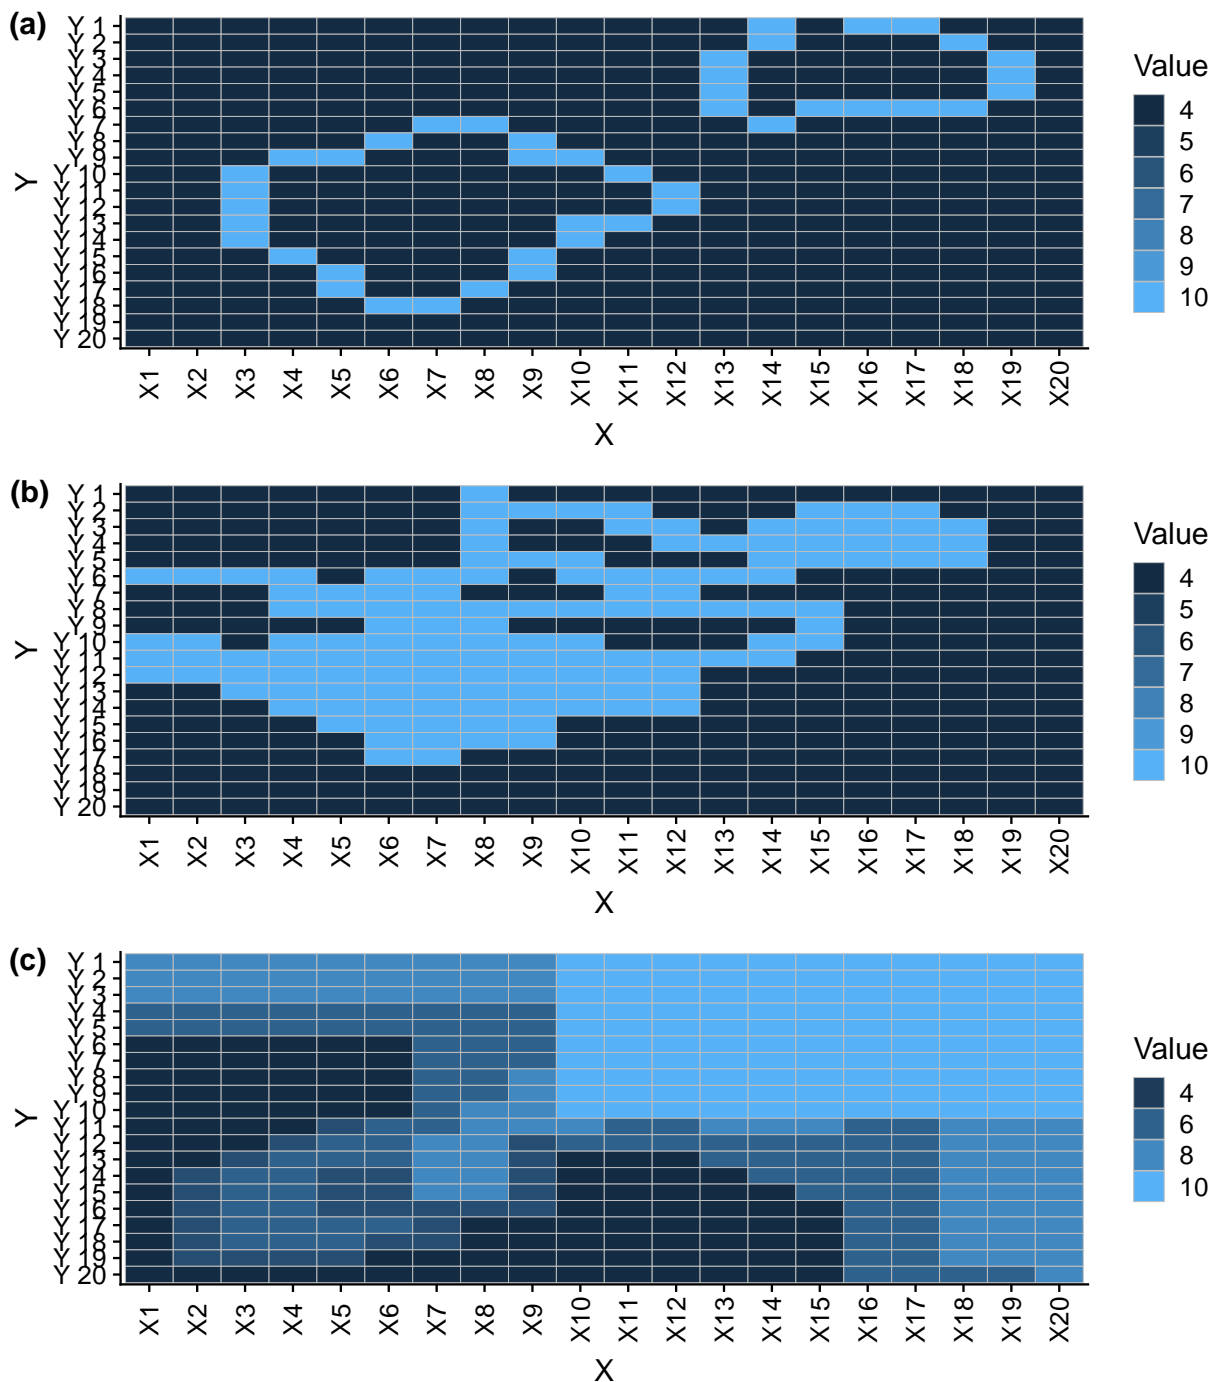 (a)
Y 1
Y 2
Y 3
Y 4
Y 5
Y 6
Y 7
Y 8
Y 9
Y 10
Y 11
Y 12
Y 13
Y 14
Y 15
Y 16
Y 17
Y 18
Y 19
Y 20
Y
X1 X2 X3 X4 X5 X6 X7 X8 X9 X10 X11 X12 X13 X14 X15 X16 X17 X18 X19 X20
X
Value
4
5
6
7
8
9
10
(b)
Y 1
Y 2
Y 3
Y 4
Y 5
Y 6
Y 7
Y 8
Y 9
Y 10
Y 11
Y 12
Y 13
Y 14
Y 15
Y 16
Y 17
Y 18
Y 19
Y 20
Y
X1 X2 X3 X4 X5 X6 X7 X8 X9 X10 X11 X12 X13 X14 X15 X16 X17 X18 X19 X20
X
Value
4
5
6
7
8
9
10
(c)
Y 1
Y 2
Y 3
Y 4
Y 5
Y 6
Y 7
Y 8
Y 9
Y 10
Y 11
Y 12
Y 13
Y 14
Y 15
Y 16
Y 17
Y 18
Y 19
Y 20
Y
X1 X2 X3 X4 X5 X6 X7 X8 X9 X10 X11 X12 X13 X14 X15 X16 X17 X18 X19 X20
X
Value
4
6
8
10